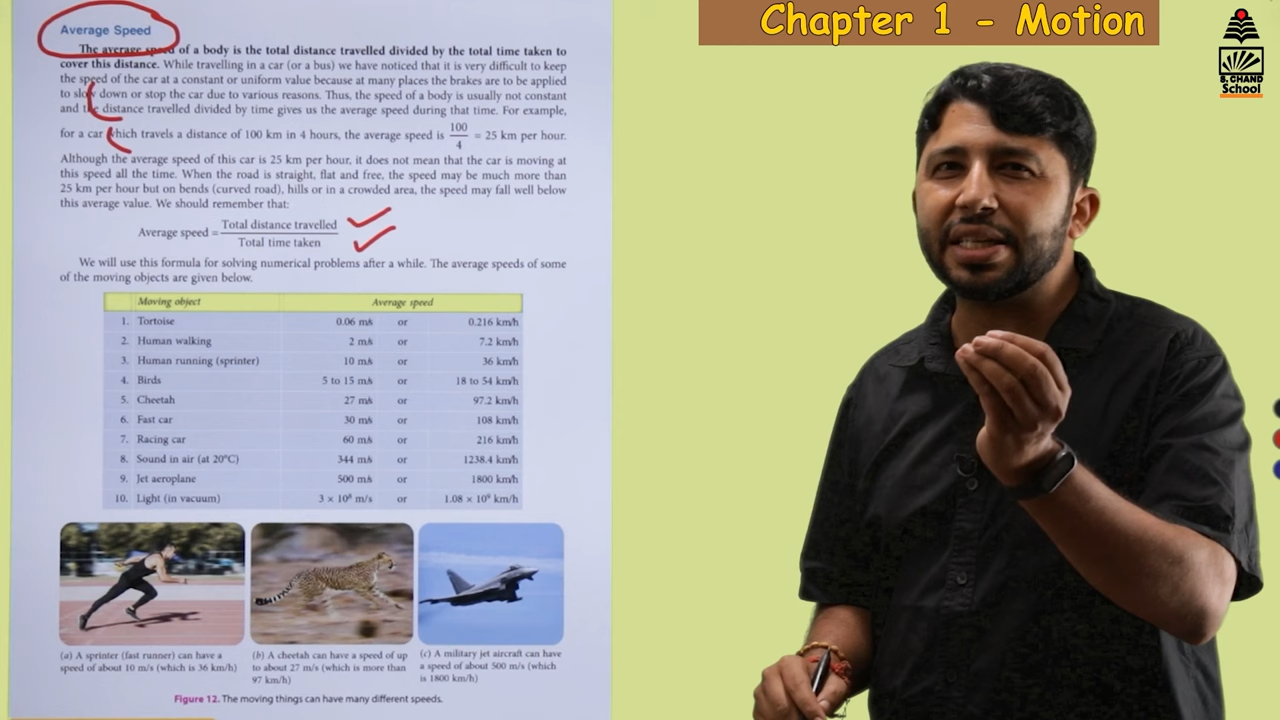 Average Speed
The average speed of a body is the total distance travelled divided by the total time taken to
cover this distance. While travelling in a car (or a bus) we have noticed that it is very difficult to keep
the speed of the car at a constant or uniform value because at many places the brakes are to be applied
to slow down or stop the car due to various reasons. Thus, the speed of a body is usually not constant
and the distance travelled divided by time gives us the average speed during that time. For example,
for a car which travels a distance of 100 km in 4 hours, the average speed is 100/4 = 25 km per hour.
Although the average speed of this car is 25 km per hour, it does not mean that the car is moving at
this speed all the time. When the road is straight, flat and free, the speed may be much more than
25 km per hour but on bends (curved road), hills or in a crowded area, the speed may fall well below
this average value. We should remember that:
Average speed = Total distance travelled
Total time taken
We will use this formula for solving numerical problems after a while. The average speeds of some
of the moving objects are given below.
Moving object Average speed
1. Tortoise 0.06 m/s or 0.216 km/h
2. Human walking 2 m/s or 7.2 km/h
3. Human running (sprinter) 10 m/s or 36 km/h
4. Birds 5 to 15 m/s or 18 to 54 km/h
5. Cheetah 27 m/s or 97.2 km/h
6. Fast car 30 m/s or 108 km/h
7. Racing car 60 m/s or 216 km/h
8. Sound in air (at 20°C) 344 m/s or 1238.4 km/h
9. Jet aeroplane 500 m/s or 1800 km/h
10. Light (in vacuum) 3 × 10⁸ m/s or 1.08 × 10⁹ km/h
(a) A sprinter (fast runner) can have a
speed of about 10 m/s (which is 36 km/h)
(b) A cheetah can have a speed of up
to about 27 m/s (which is more than
97 km/h)
(c) A military jet aircraft can have
a speed of about 500 m/s (which
is 1800 km/h)
Figure 12. The moving things can have many different speeds.
Chapter 1 - Motion
S. CHAND
School